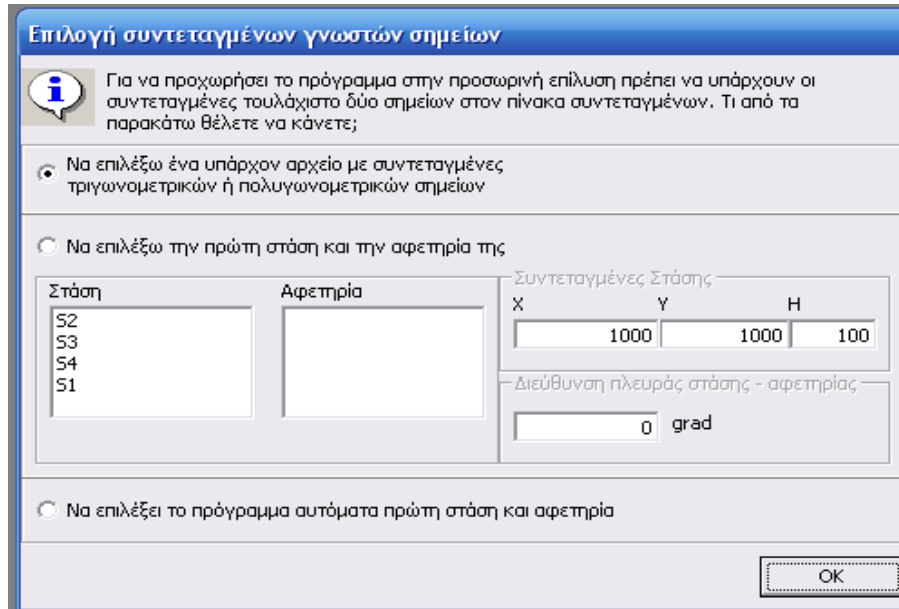 Επιλογή συντεταγμένων γνωστών σημείων
Για να προχωρήσει το πρόγραμμα στην προσωρινή επίλυση πρέπει να υπάρχουν οι
συντεταγμένες τουλάχιστο δύο σημείων στον πίνακα συντεταγμένων. Τι από τα
παρακάτω θέλετε να κάνετε;
Να επιλέξω ένα υπάρχον αρχείο με συντεταγμένες
τριγωνομετρικών ή πολυγωνομετρικών σημείων
Να επιλέξω την πρώτη στάση και την αφετηρία της
Στάση
S2
S3
S4
S1
Αφετηρία
Συντεταγμένες Στάσης
X Y H
1000 1000 100
Διεύθυνση πλευράς στάσης - αφετηρίας
0 grad
Να επιλέξει το πρόγραμμα αυτόματα πρώτη στάση και αφετηρία
OK